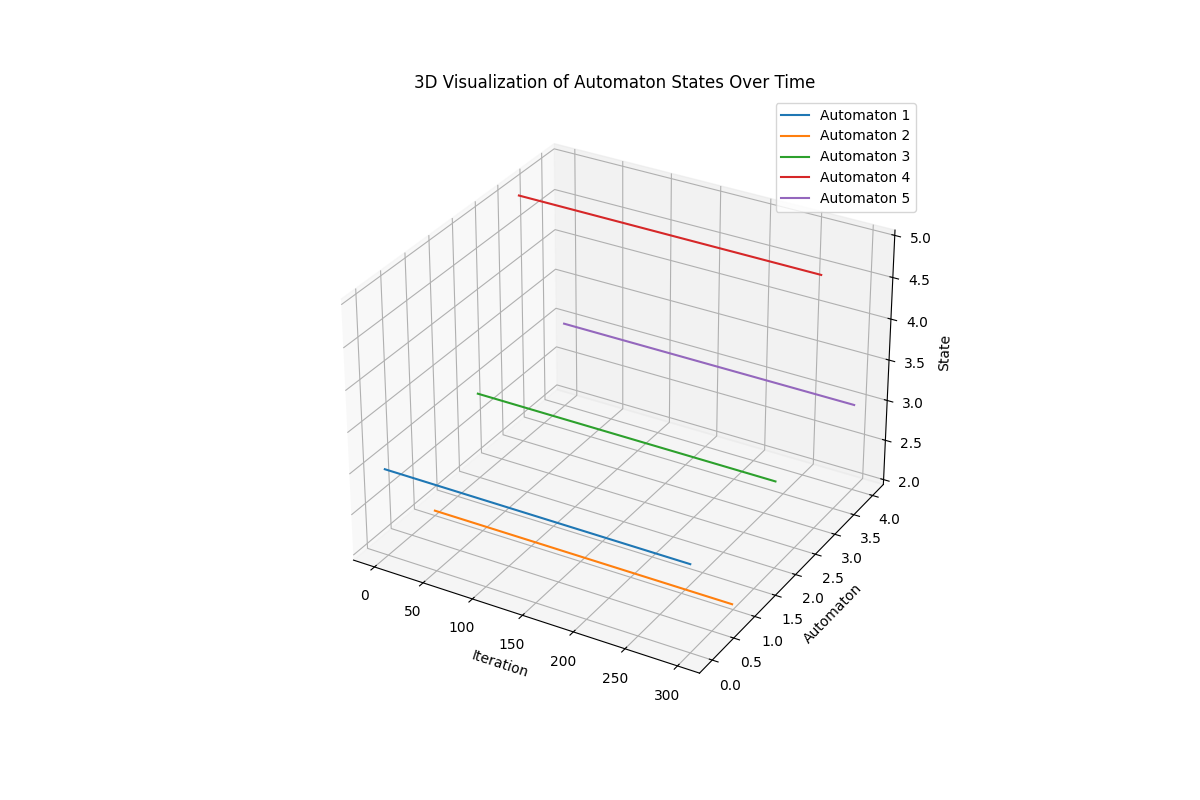 3D Visualization of Automaton States Over Time
Automaton 1
Automaton 2
Automaton 3
Automaton 4
Automaton 5
5.0
4.5
4.0
3.5
3.0
2.5
2.0
State
4.0
3.5
3.0
2.5
2.0
1.5
1.0
0.5
0.0
Automaton
0
50
100
150
200
250
300
Iteration